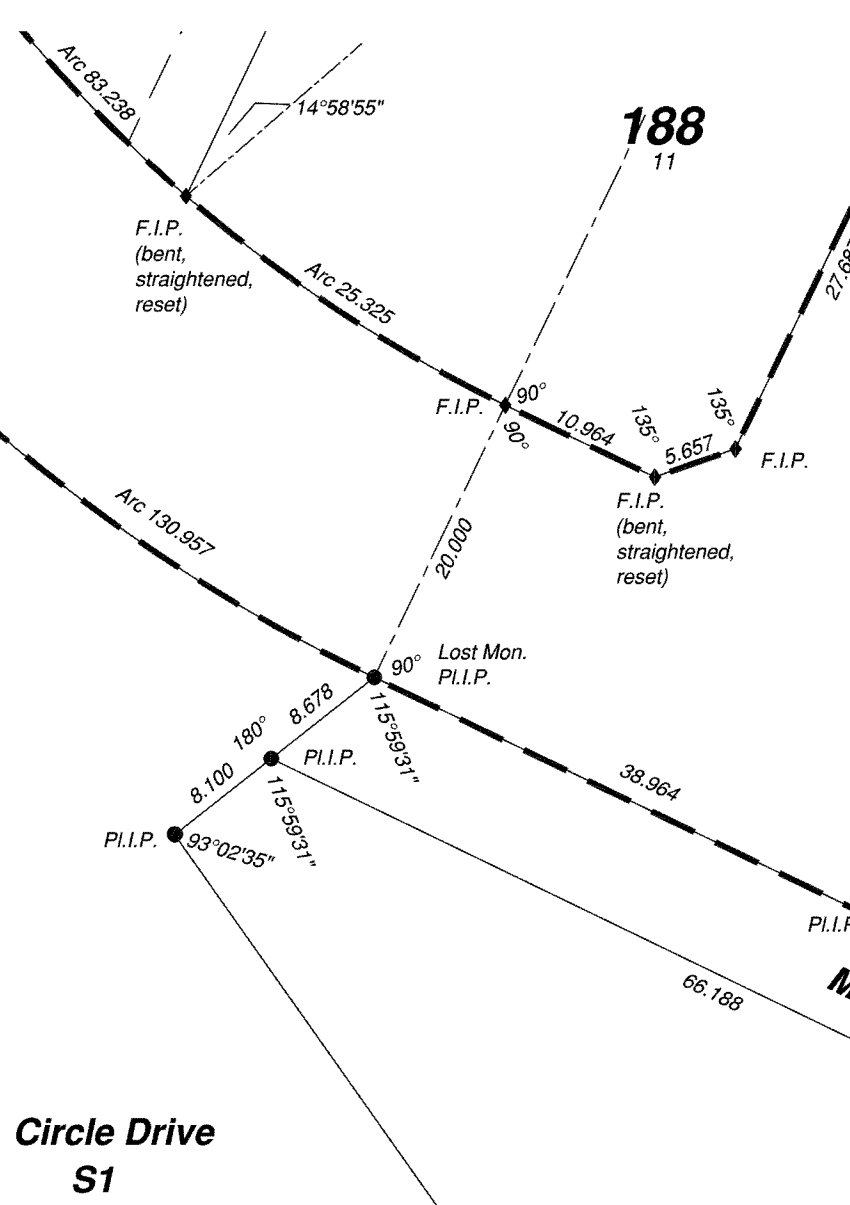 Arc 83.238
14°58'55"
188
11
F.I.P.
(bent,
straightened,
reset)
27.687
Arc 25.325
F.I.P.
90°
90°
10.964
135°
135°
5.657
F.I.P.
F.I.P.
(bent,
straightened,
reset)
Arc 130.957
20.000
90°
Lost Mon.
Pl.I.P.
8.678
180°
115°59'31"
Pl.I.P.
38.964
8.100
115°59'31"
Pl.I.P.
93°02'35"
Pl.I.P
M
66.188
Circle Drive
S1